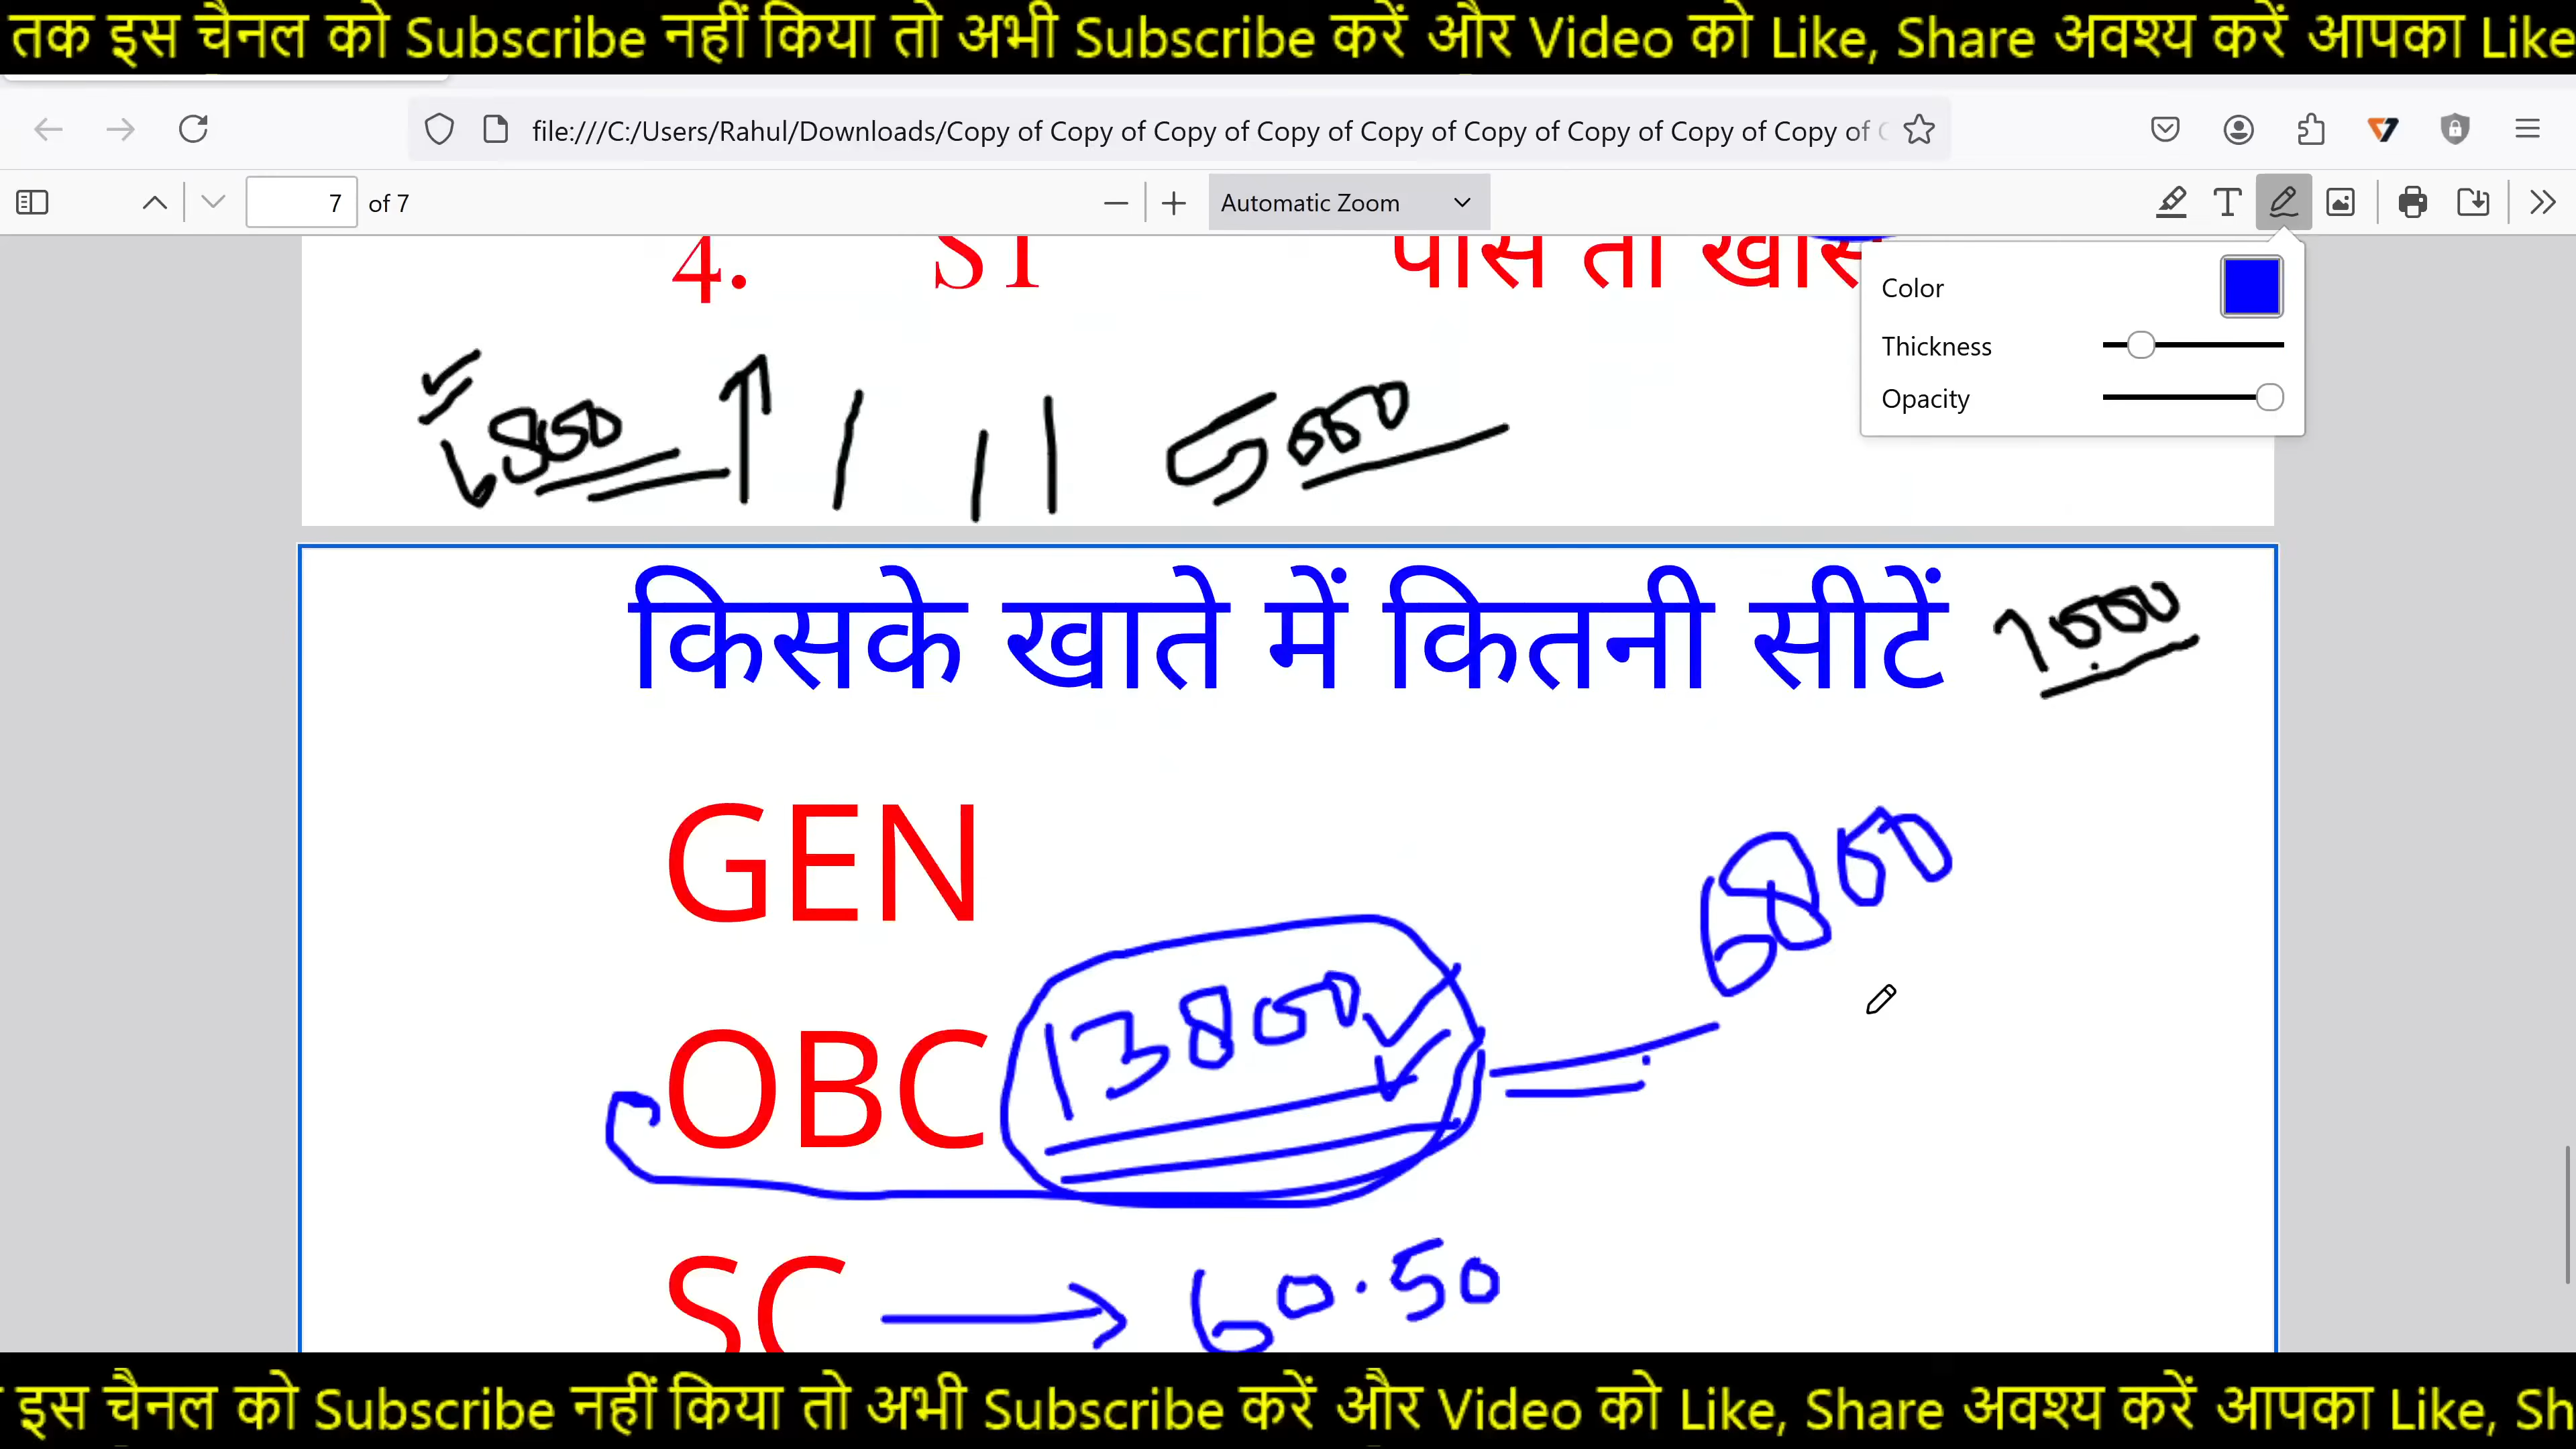 तक इस चैनल को Subscribe नहीं किया तो अभी Subscribe करें और Video को Like, Share अवश्य करें आपका Like
file:///C:/Users/Rahul/Downloads/Copy of Copy of Copy of Copy of Copy of Copy of Copy of Copy of Copy of
7 of 7
Automatic Zoom
Color
Thickness
Opacity
4. ST पास तो खास
6800 5000
किसके खाते में कितनी सीटें
GEN
6800
OBC 13800
SC 60.50
इस चैनल को Subscribe नहीं किया तो अभी Subscribe करें और Video को Like, Share अवश्य करें आपका Like, Sh